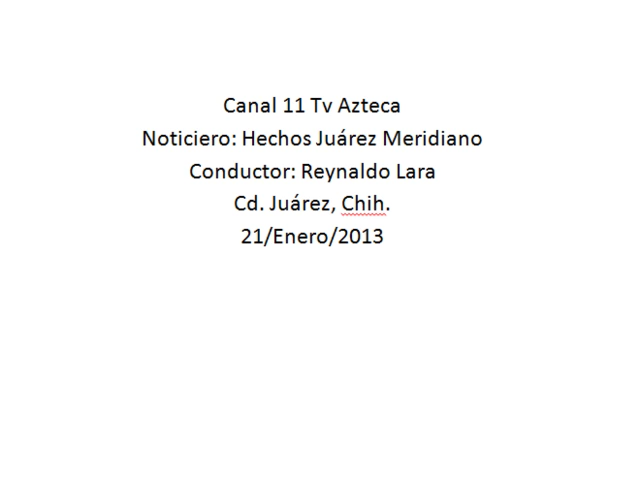 Canal 11 Tv Azteca
Noticiero: Hechos Juárez Meridiano
Conductor: Reynaldo Lara
Cd. Juárez, Chih.
21/Enero/2013